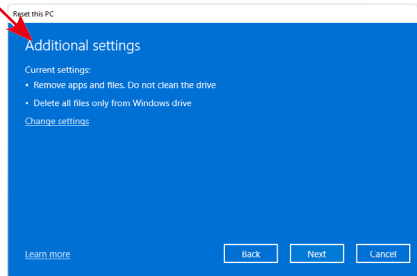 Reset this PC
Additional settings
Current settings:
• Remove apps and files. Do not clean the drive
• Delete all files only from Windows drive
Change settings
Learn more
Back
Next
Cancel